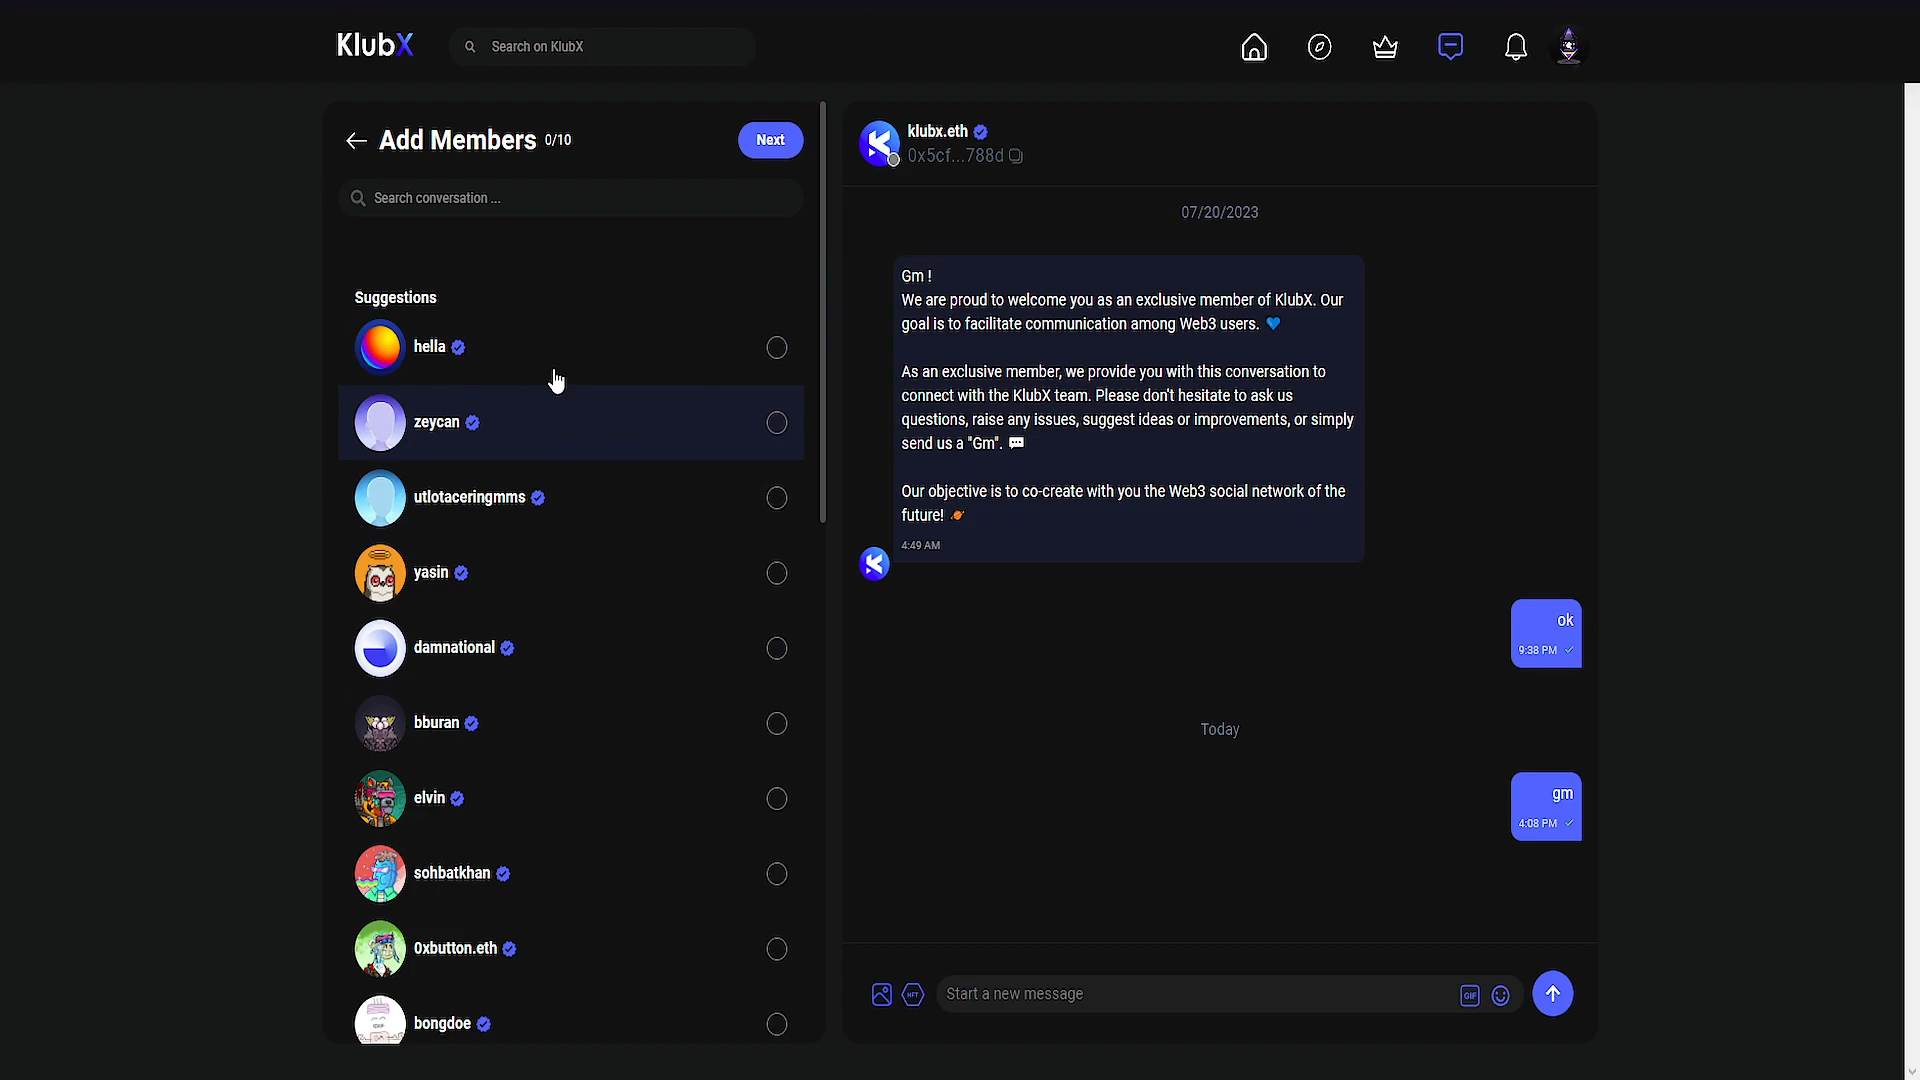 KlubX
Search on KlubX
Add Members 0/10
Next
Search conversation ...
Suggestions
hella
zeycan
utlotaceringmms
yasin
damnational
bburan
elvin
sohbatkhan
0xbutton.eth
bongdoe
klubx.eth
0x5cf...788d
07/20/2023
Gm !
We are proud to welcome you as an exclusive member of KlubX. Our
goal is to facilitate communication among Web3 users. 💙
As an exclusive member, we provide you with this conversation to
connect with the KlubX team. Please don't hesitate to ask us
questions, raise any issues, suggest ideas or improvements, or simply
send us a "Gm". 💬
Our objective is to co-create with you the Web3 social network of the
future! 🪐
4:49 AM
ok
9:38 PM ✓
Today
gm
4:08 PM ✓
NFT
Start a new message
GIF